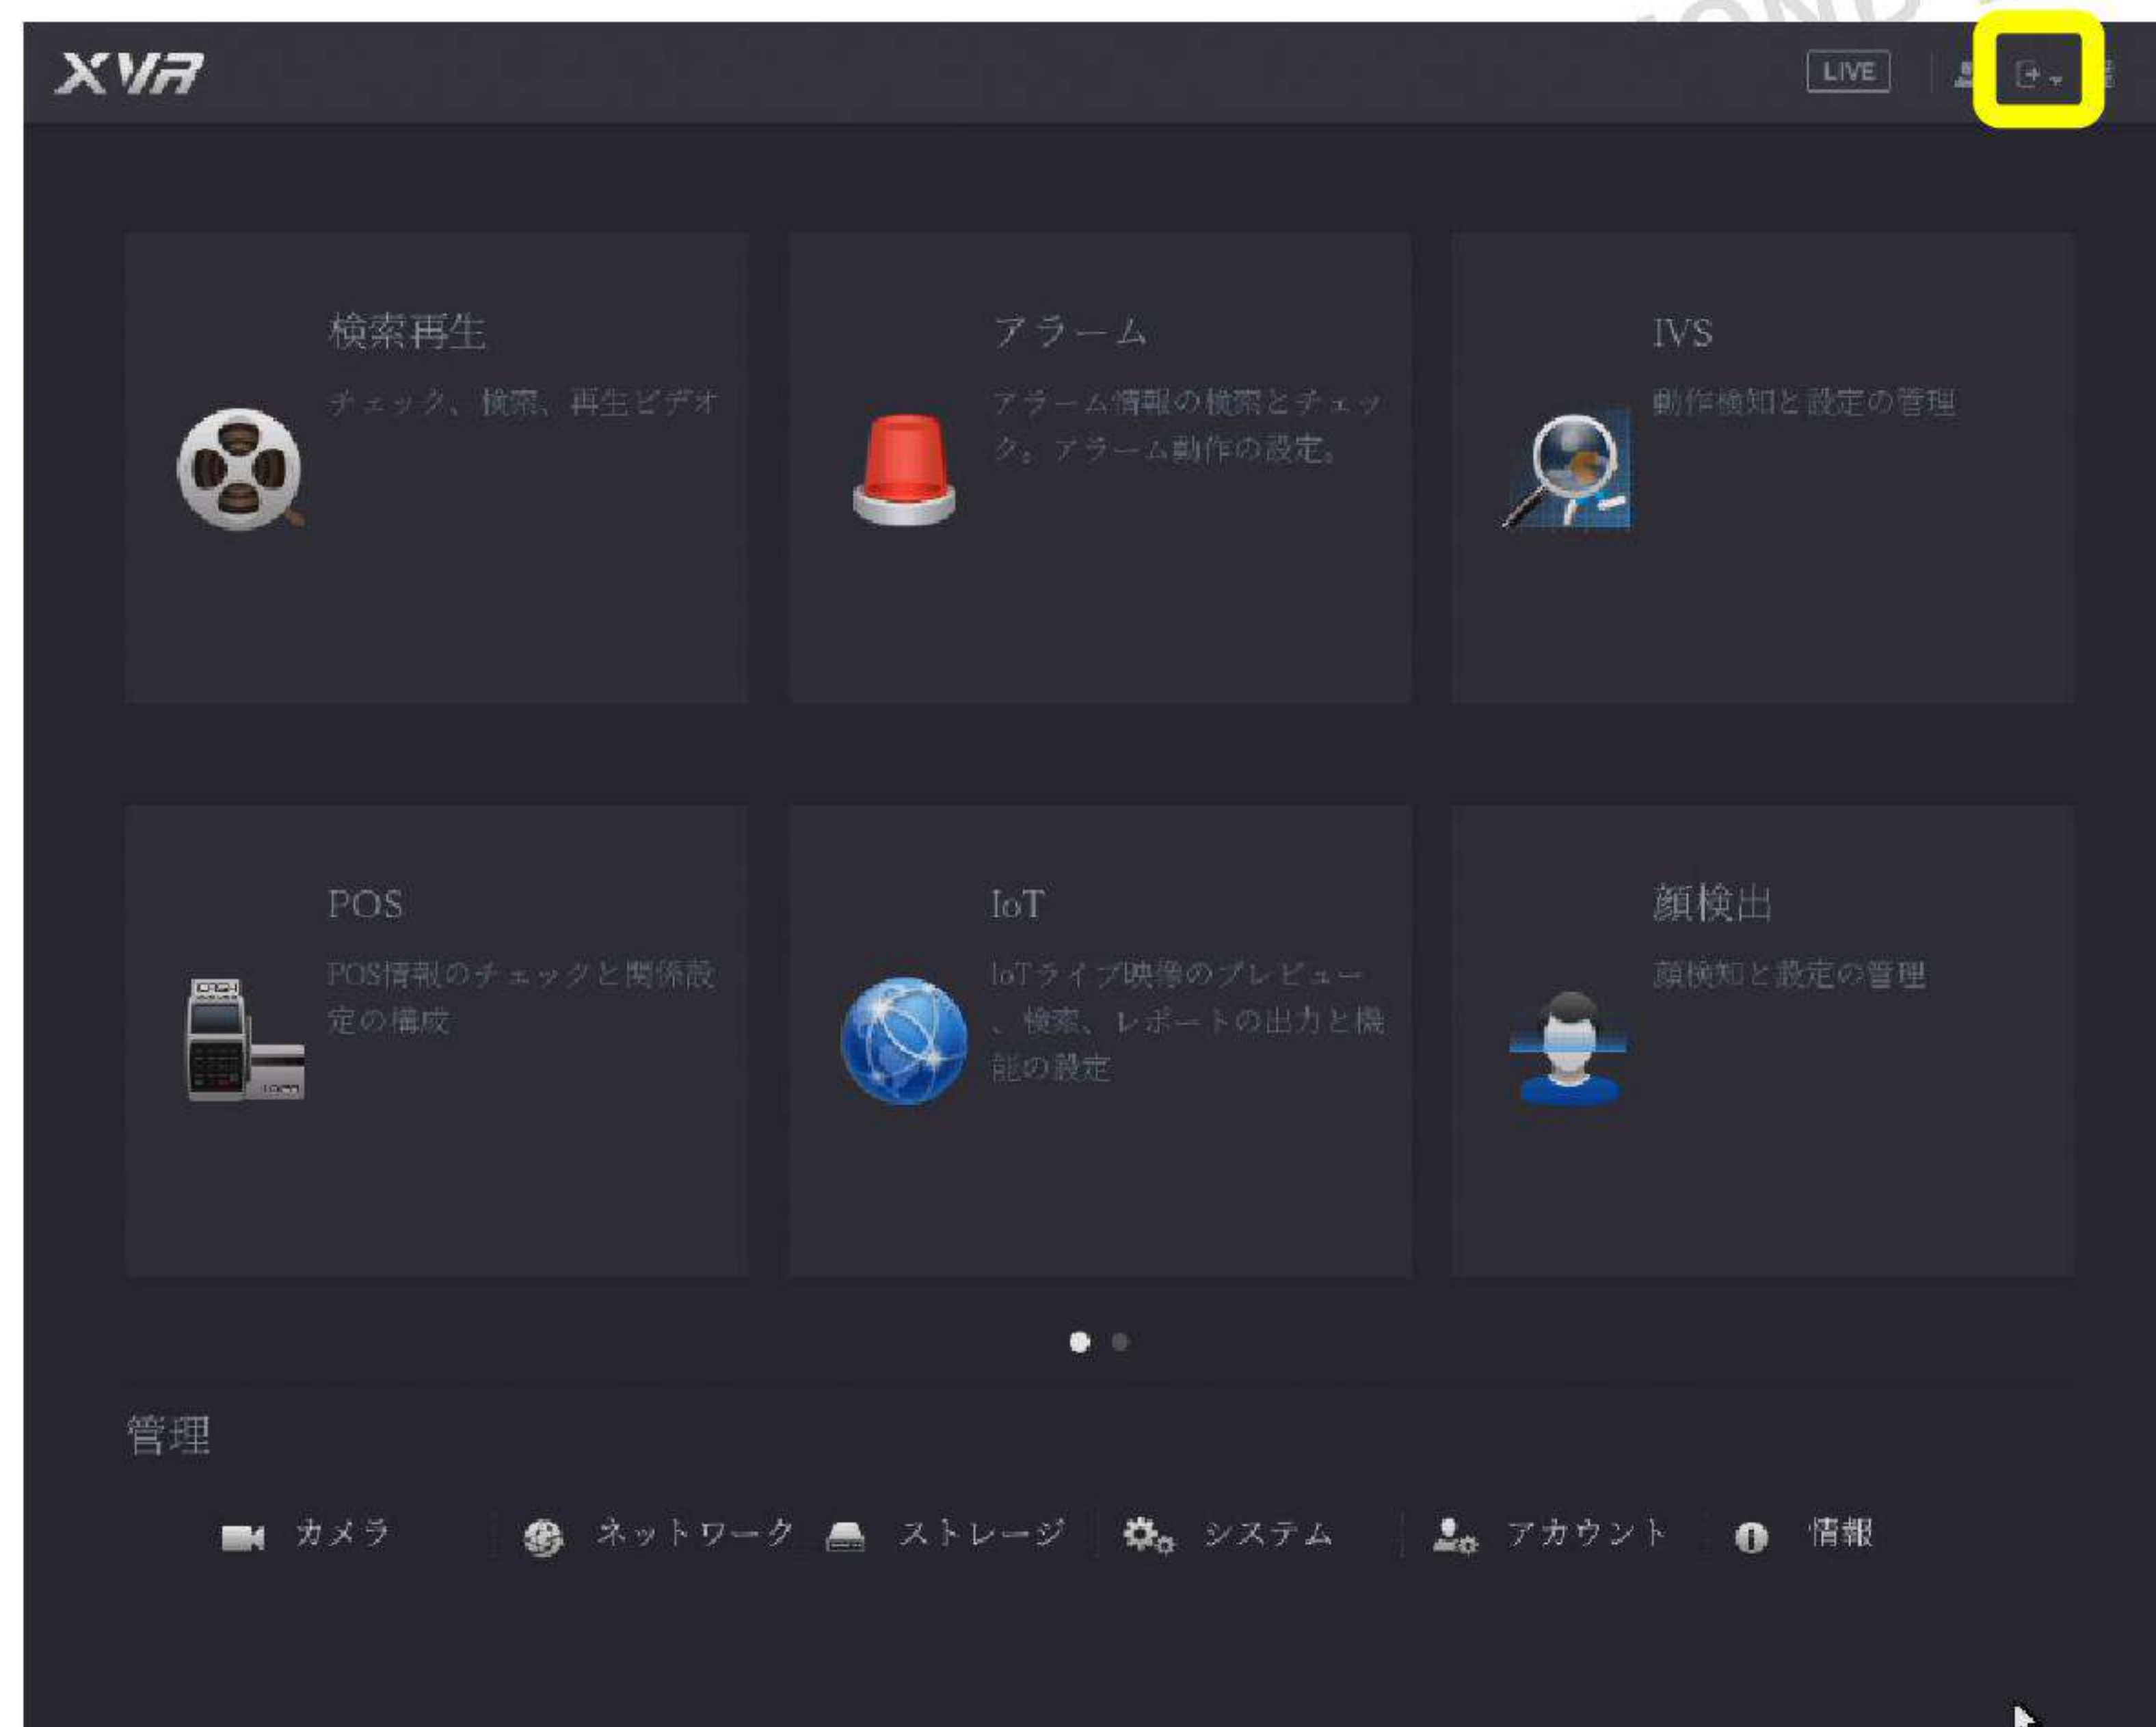 XVR
LIVE
検索再生
チェック、検索、再生ビデオ
アラーム
アラーム情報の検索とチェッ
ク。アラーム動作の設定。
IVS
動作検知と設定の管理
POS
POS情報のチェックと関係設
定の構成
IoT
IoTライブ映像のプレビュー
、検索、レポートの出力と機
能の設定
顔検出
顔検知と設定の管理
管理
カメラ
ネットワーク
ストレージ
システム
アカウント
情報